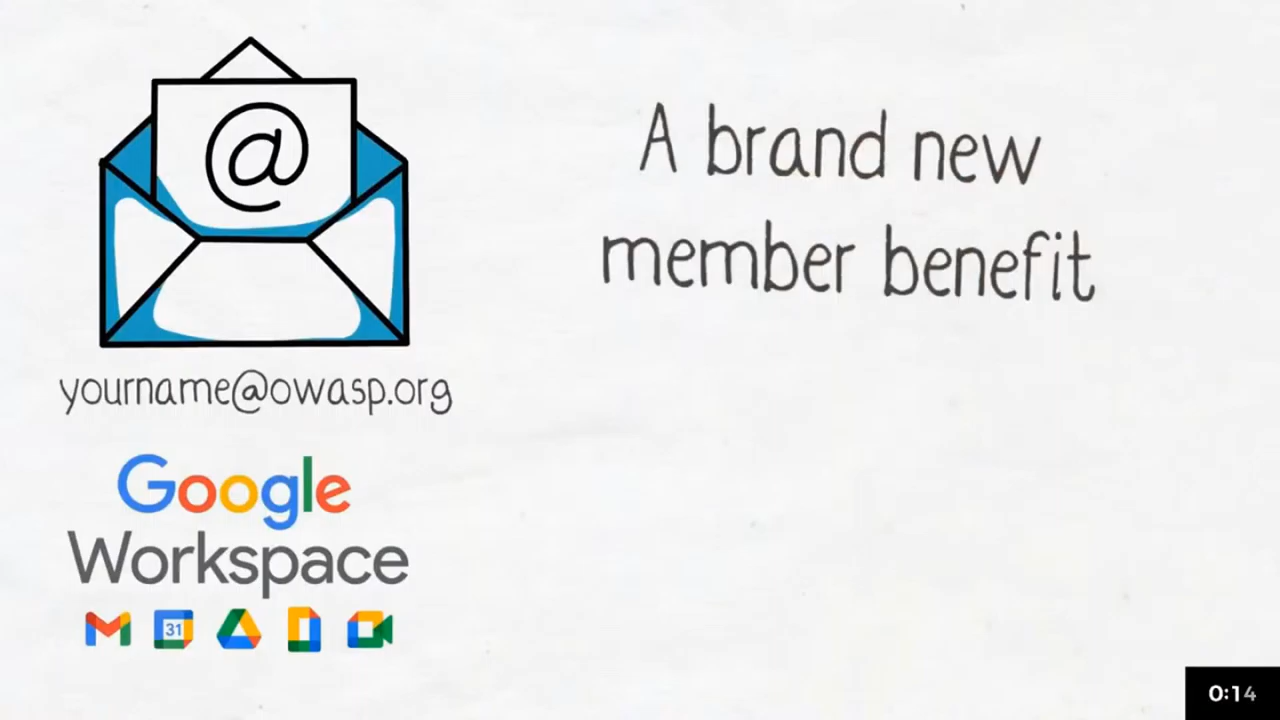 @
A brand new
member benefit
yourname@owasp.org
Google
Workspace
31
0:14